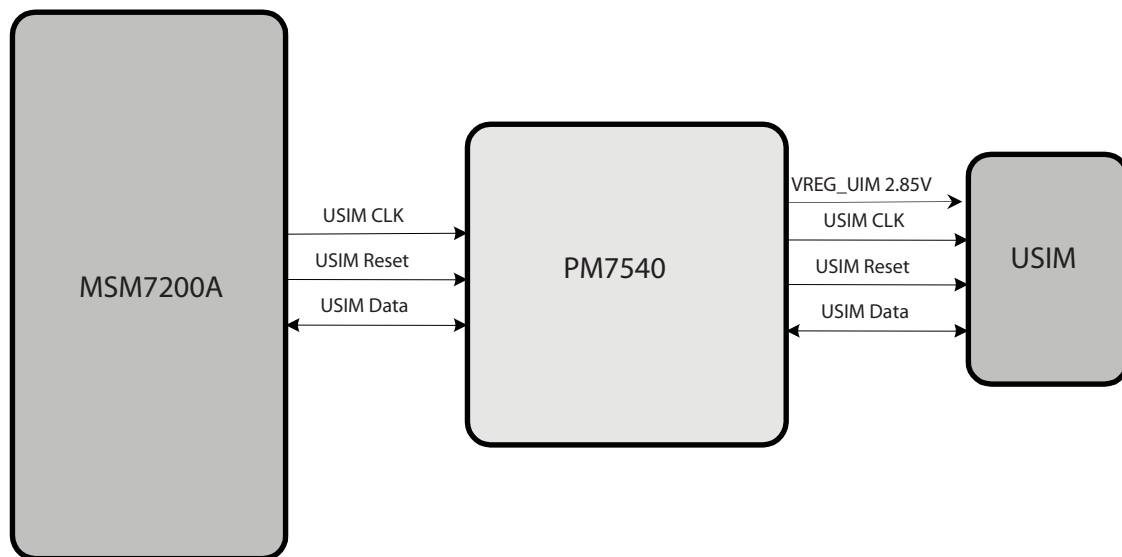 MSM7200A
USIM CLK
USIM Reset
USIM Data
PM7540
VREG_UIM 2.85V
USIM CLK
USIM Reset
USIM Data
USIM